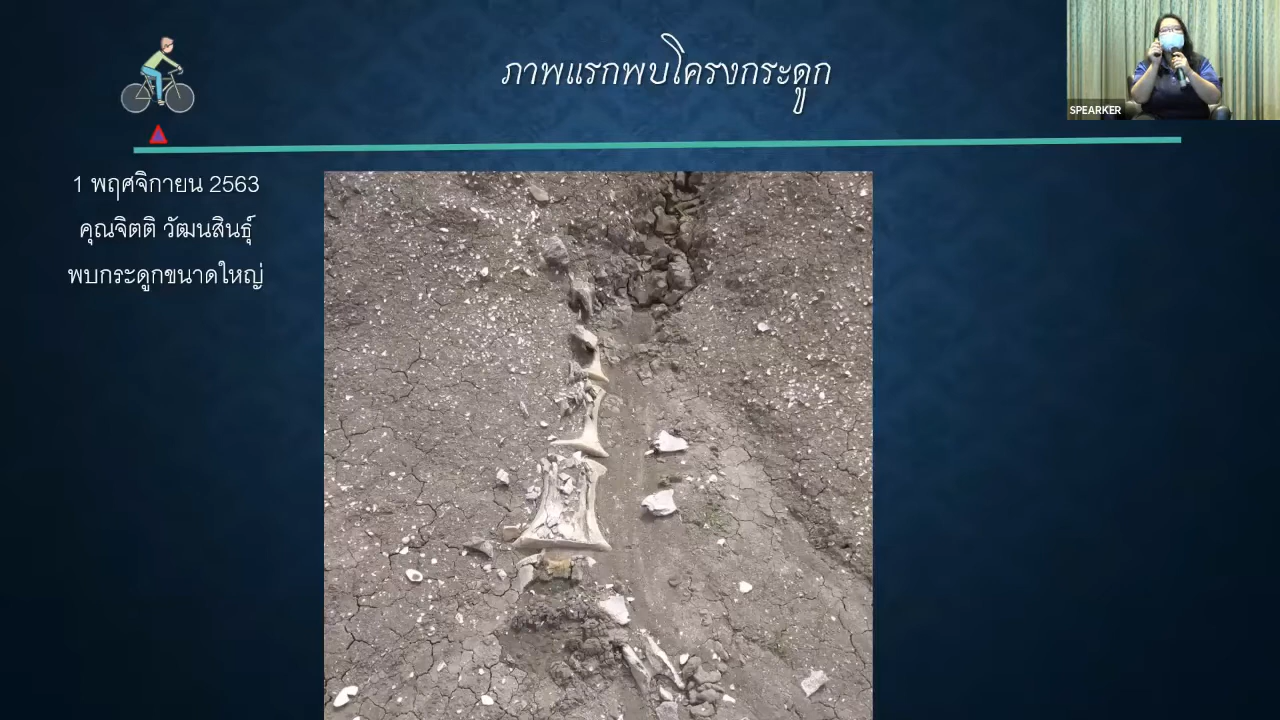 ภาพแรกพบโครงกระดูก
SPEARKER
1 พฤศจิกายน 2563
คุณจิตติ วัฒนสินธุ์
พบกระดูกขนาดใหญ่